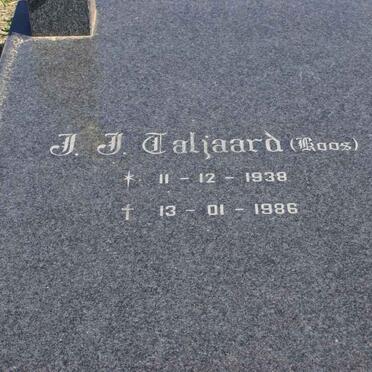 J. J. Taljaard (Koos)
* 11 - 12 - 1938
† 13 - 01 - 1986